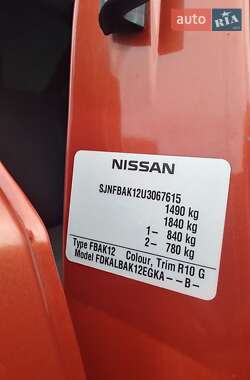 auto
RIA
.com
NISSAN
SJNFBAK12U3067615
1490 kg
1840 kg
1- 840 kg
2- 780 kg
Type FBAK12 Colour, Trim R10 G
Model FDKALBAK12EGKA--B-